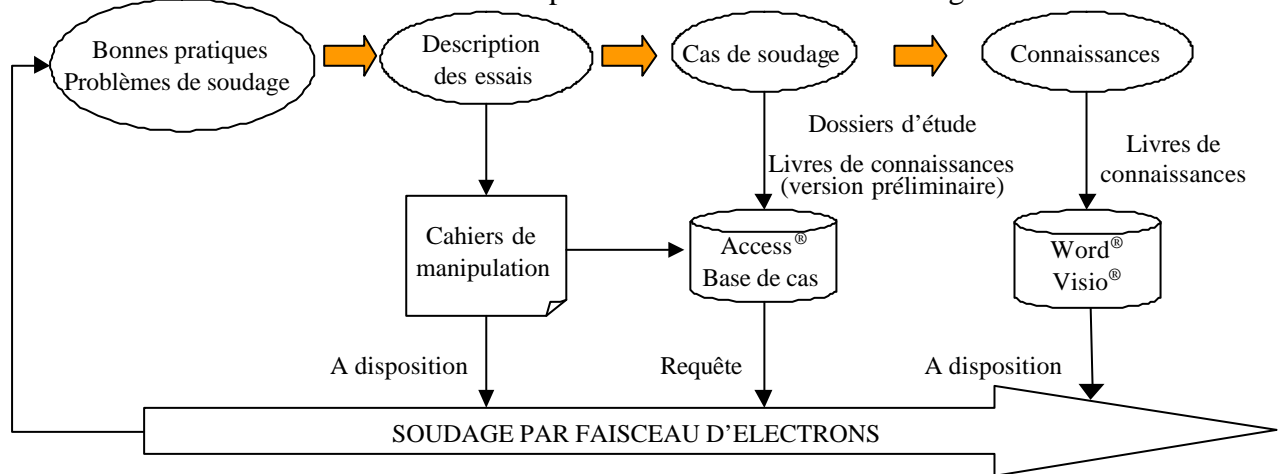 Bonnes pratiques
Problèmes de soudage
Description
des essais
Cas de soudage
Connaissances
Dossiers d'étude
Livres de connaissances
(version préliminaire)
Livres de
connaissances
Cahiers de
manipulation
Access®
Base de cas
Word®
Visio®
A disposition
Requête
A disposition
SOUDAGE PAR FAISCEAU D'ELECTRONS